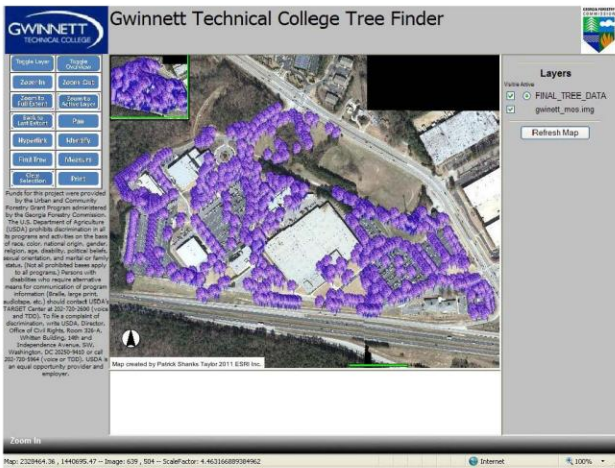 GWINNETT
TECHNICAL COLLEGE
Gwinnett Technical College Tree Finder
GEORGIA FORESTRY
COMMISSION
Toggle Layer
Toggle Overview
Zoom In
Zoom Out
Zoom to Full Extent
Zoom to Active Layer
Back to Last Extent
Pan
Hyperlink
Identify
Find Tree
Measure
Clear Selection
Print
Funds for this project were provided
by the Urban and Community
Forestry Grant Program administered
by the Georgia Forestry Commission.
The U.S. Department of Agriculture
(USDA) prohibits discrimination in all
its programs and activities on the basis
of race, color, national origin, gender,
religion, age, disability, political beliefs,
sexual orientation, and marital or family
status. (Not all prohibited bases apply
to all programs.) Persons with
disabilities who require alternative
means for communication of program
information (Braille, large print,
audiotape, etc.) should contact USDA's
TARGET Center at 202-720-2600 (voice
and TDD). To file a complaint of
discrimination, write USDA, Director,
Office of Civil Rights, Room 326-A,
Whitten Building, 14th and
Independence Avenue, SW,
Washington, DC 20250-9410 or call
202-720-5964 (voice or TDD). USDA is
an equal opportunity provider and
employer.
Map created by Patrick Shanks Taylor 2011 ESRI Inc.
Layers
Visible Active
FINAL_TREE_DATA
gwinett_mos.img
Refresh Map
Zoom In
Map: 2328464.36 , 1440695.47 -- Image: 639 , 504 -- ScaleFactor: 4.463166889304962
Internet
100%